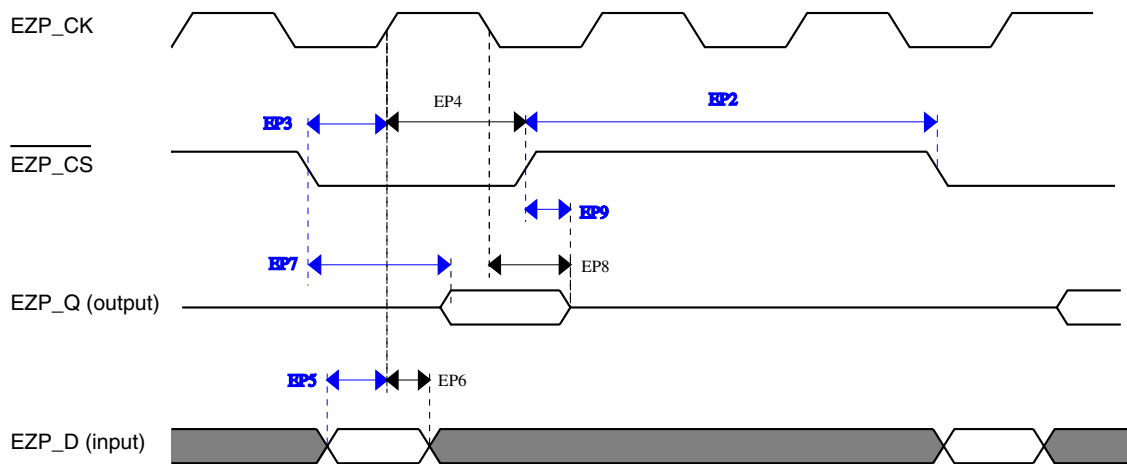 EZP_CK
EP4
EP2
EP3
EZP_CS
EP9
EP7
EP8
EZP_Q (output)
EP5
EP6
EZP_D (input)